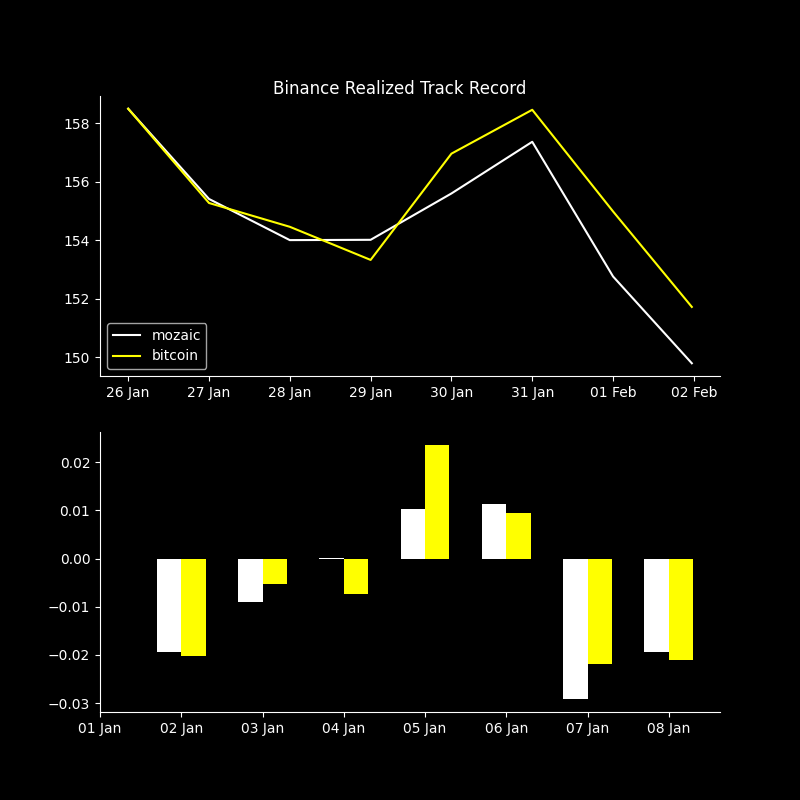 Binance Realized Track Record
158
156
154
152
150
mozaic
bitcoin
26 Jan 27 Jan 28 Jan 29 Jan 30 Jan 31 Jan 01 Feb 02 Feb
0.02
0.01
0.00
−0.01
−0.02
−0.03
01 Jan 02 Jan 03 Jan 04 Jan 05 Jan 06 Jan 07 Jan 08 Jan